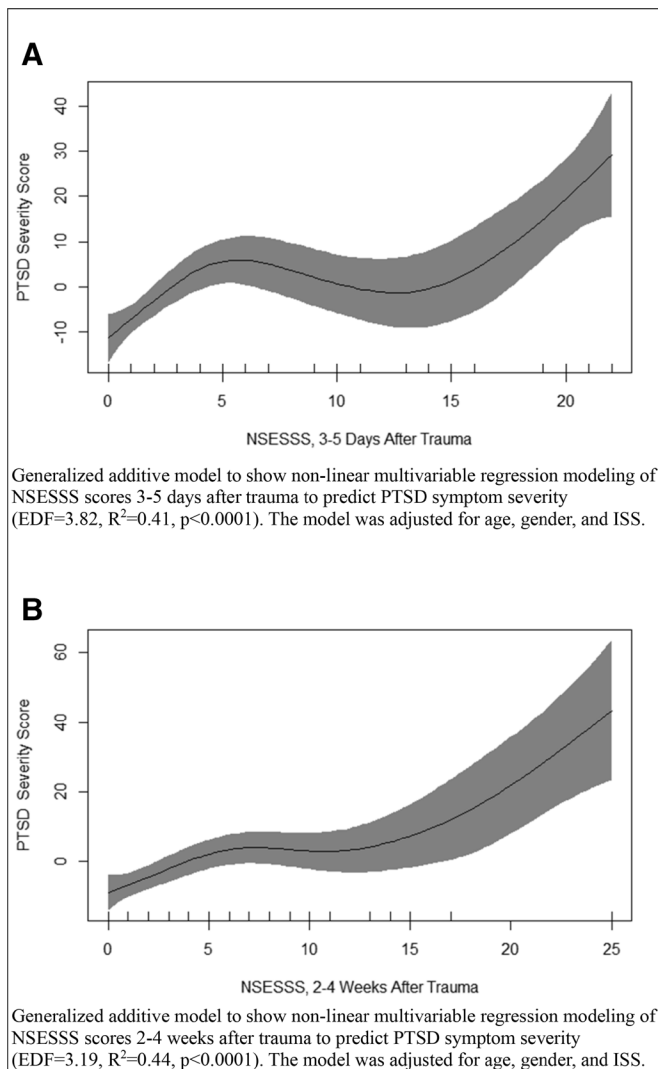 A
PTSD Severity Score
40
30
20
10
0
-10
0 5 10 15 20
NSESSS, 3-5 Days After Trauma
Generalized additive model to show non-linear multivariable regression modeling of
NSESSS scores 3-5 days after trauma to predict PTSD symptom severity
(EDF=3.82, R²=0.41, p<0.0001). The model was adjusted for age, gender, and ISS.
B
PTSD Severity Score
60
40
20
0
0 5 10 15 20 25
NSESSS, 2-4 Weeks After Trauma
Generalized additive model to show non-linear multivariable regression modeling of
NSESSS scores 2-4 weeks after trauma to predict PTSD symptom severity
(EDF=3.19, R²=0.44, p<0.0001). The model was adjusted for age, gender, and ISS.